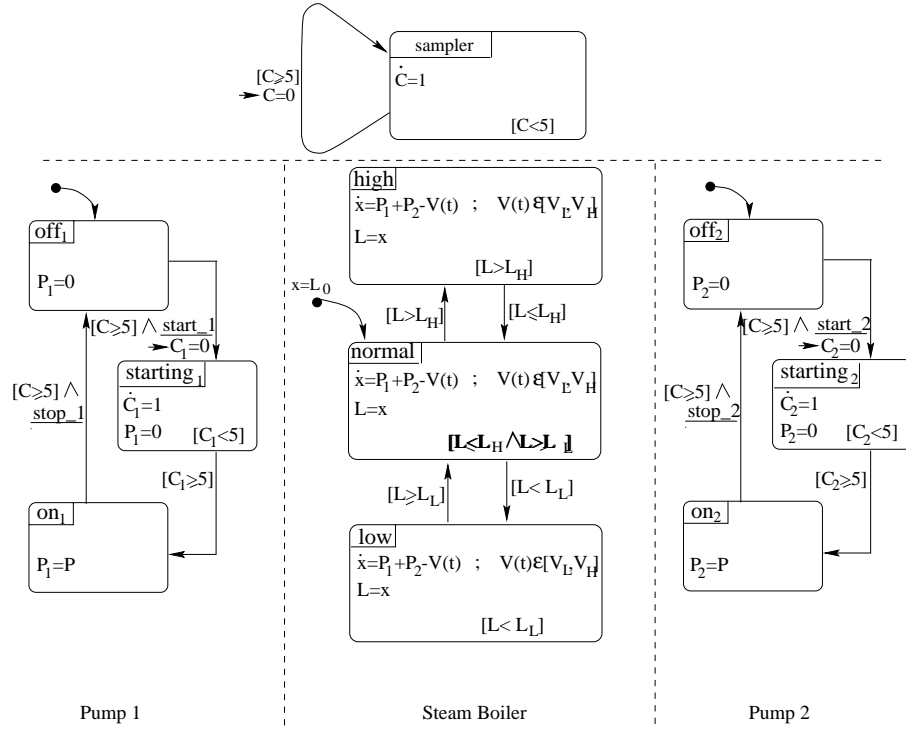 sampler
Ċ=1
[C<5]
[C⩾5]
C=0
off1
P1=0
[C⩾5] ∧ start_1
C1=0
starting1
Ċ1=1
P1=0
[C1<5]
[C⩾5] ∧
stop_1
[C1⩾5]
on1
P1=P
Pump 1
high
ẋ=P1+P2-V(t) ; V(t)ε[VL,VH]
L=x
[L>LH]
x=L0
[L>LH]
[L⩽LH]
normal
ẋ=P1+P2-V(t) ; V(t)ε[VL,VH]
L=x
[L⩽LH ∧L>L L]
[L⩾LL]
[L< LL]
low
ẋ=P1+P2-V(t) ; V(t)ε[VL,VH]
L=x
[L< LL]
Steam Boiler
off2
P2=0
[C⩾5] ∧ start_2
C2=0
starting2
Ċ2=1
P2=0
[C2<5]
[C⩾5] ∧
stop_2
[C2⩾5]
on2
P2=P
Pump 2